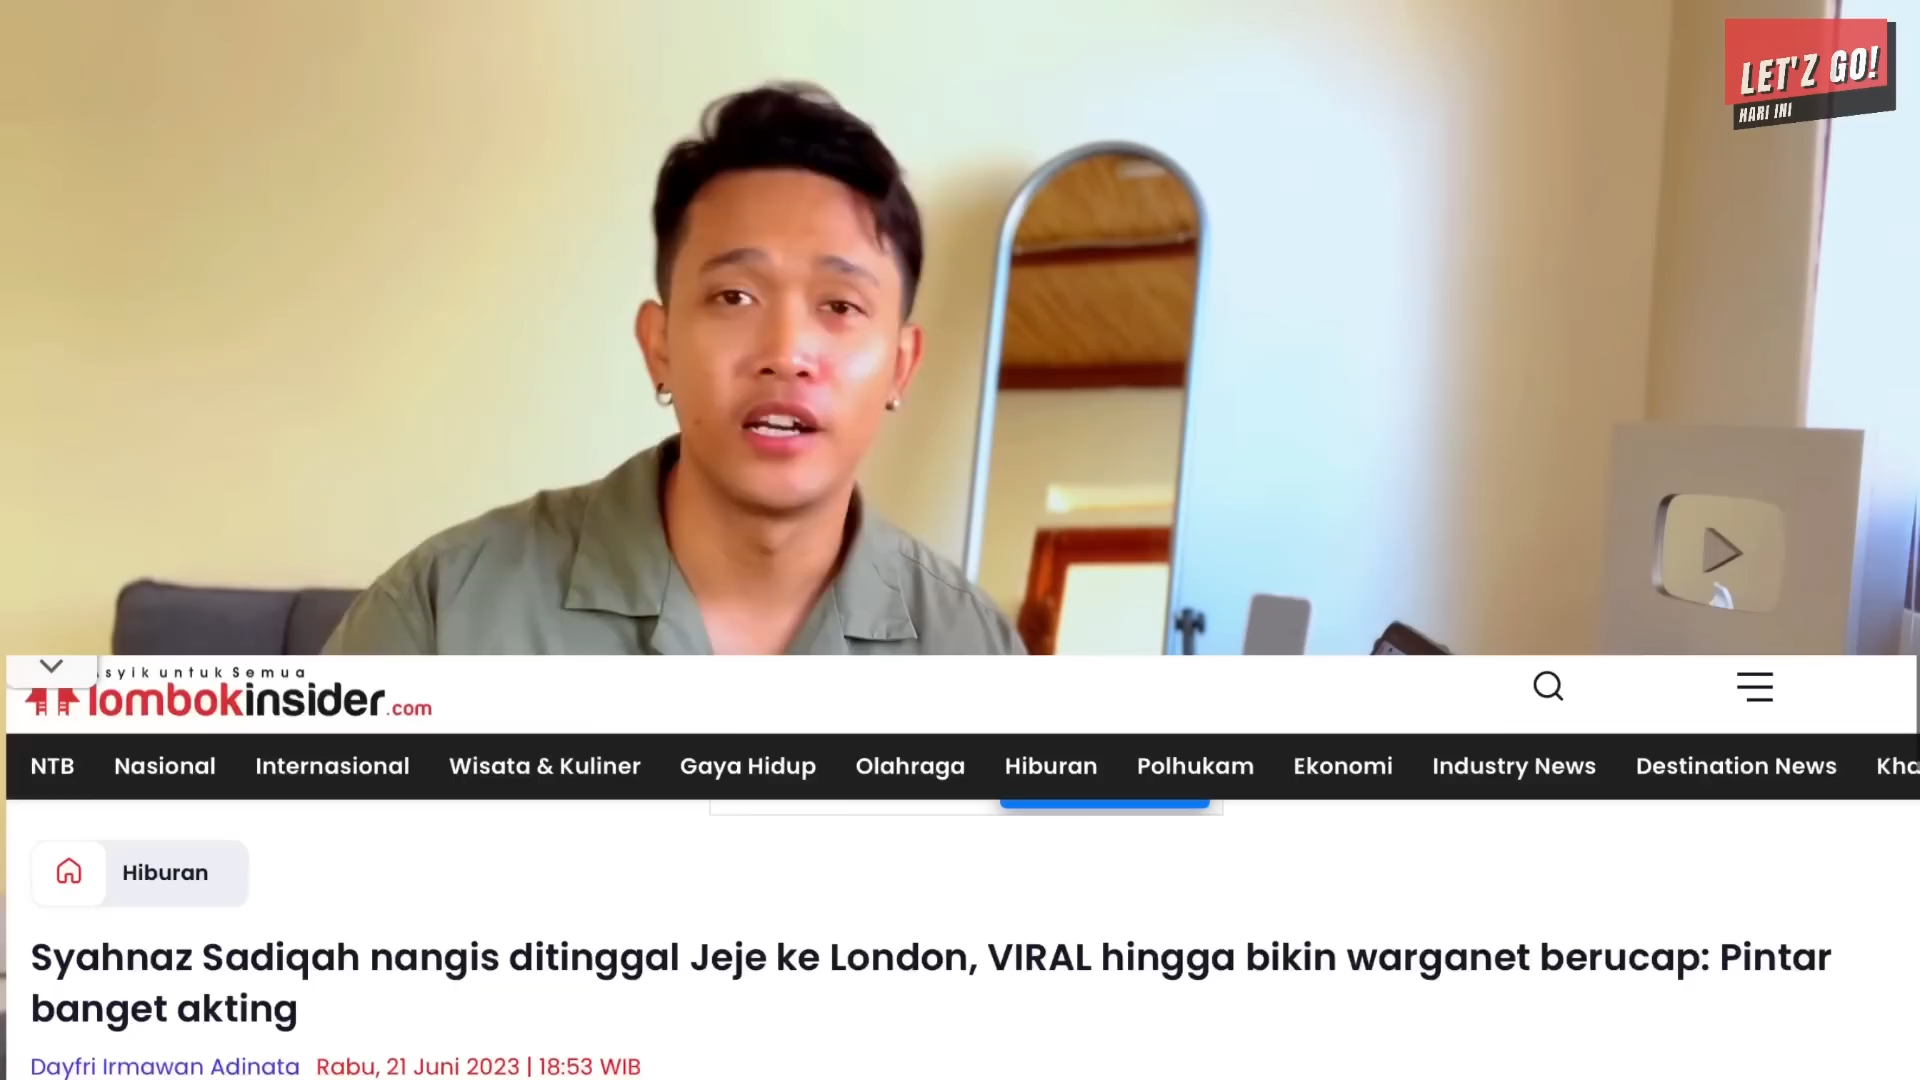 LET'Z GO!
HARI INI
syik untuk Semua
lombokinsider.com
NTB Nasional Internasional Wisata & Kuliner Gaya Hidup Olahraga Hiburan Polhukam Ekonomi Industry News Destination News
Hiburan
Syahnaz Sadiqah nangis ditinggal Jeje ke London, VIRAL hingga bikin warganet berucap: Pintar
banget akting
Dayfri Irmawan Adinata Rabu, 21 Juni 2023 | 18:53 WIB